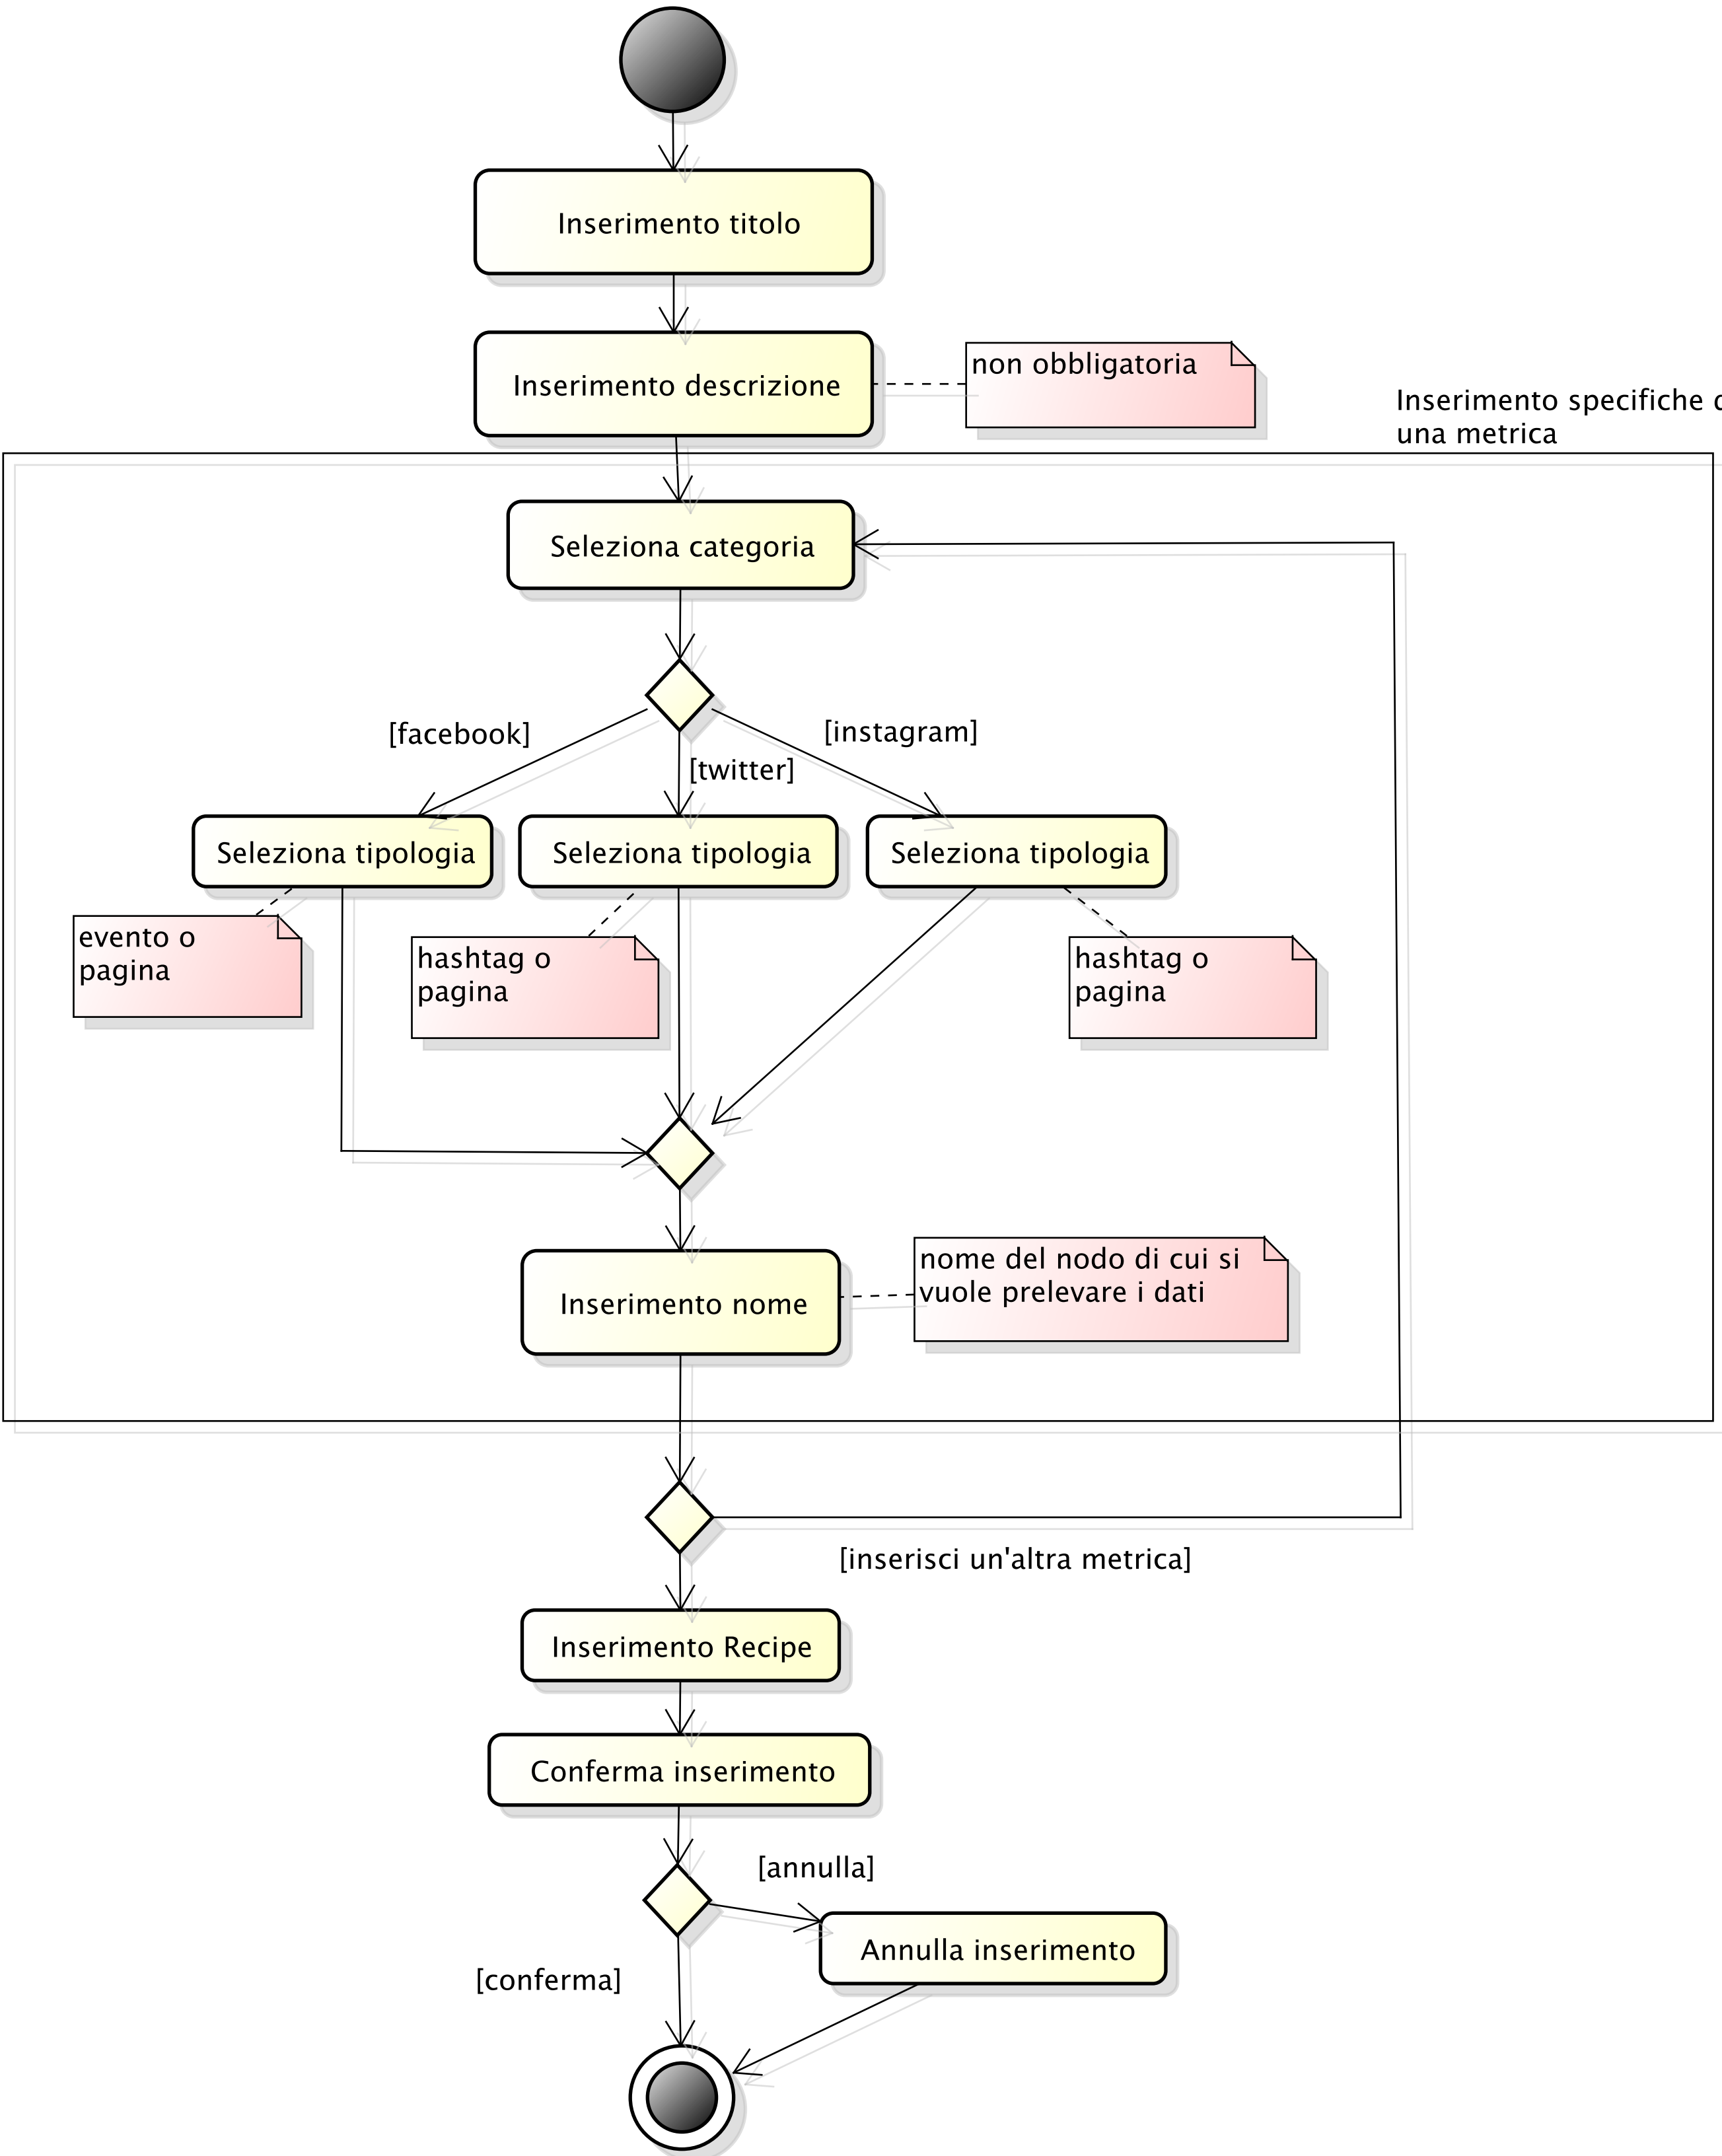 Inserimento titolo
Inserimento descrizione
non obbligatoria
Inserimento specifiche
una metrica
Seleziona categoria
[facebook]
[instagram]
[twitter]
Seleziona tipologia
Seleziona tipologia
Seleziona tipologia
evento o
pagina
hashtag o
pagina
hashtag o
pagina
nome del nodo di cui si
vuole prelevare i dati
Inserimento nome
[inserisci un'altra metrica]
Inserimento Recipe
Conferma inserimento
[annulla]
Annulla inserimento
[conferma]